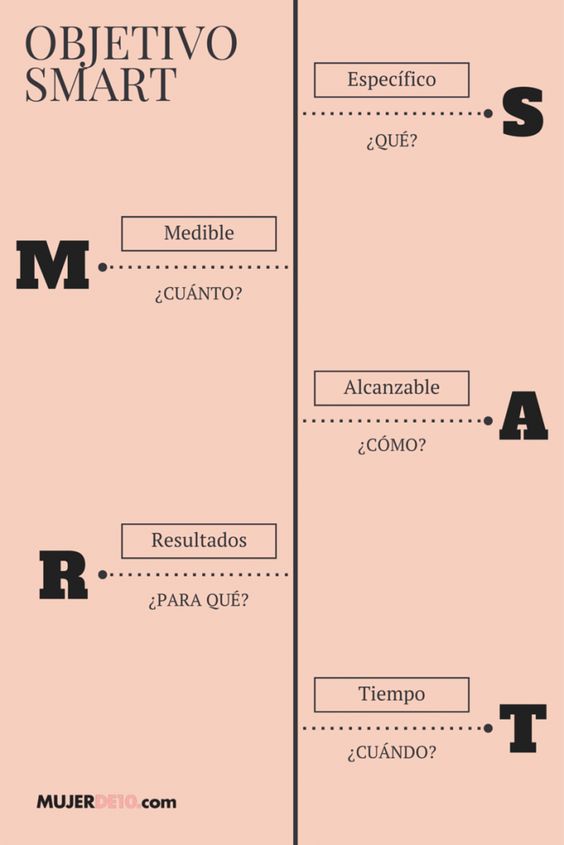 OBJETIVO
SMART
Específico
S
¿QUÉ?
Medible
M
¿CUÁNTO?
Alcanzable
A
¿CÓMO?
Resultados
R
¿PARA QUÉ?
Tiempo
T
¿CUÁNDO?
MUJERDE10.com